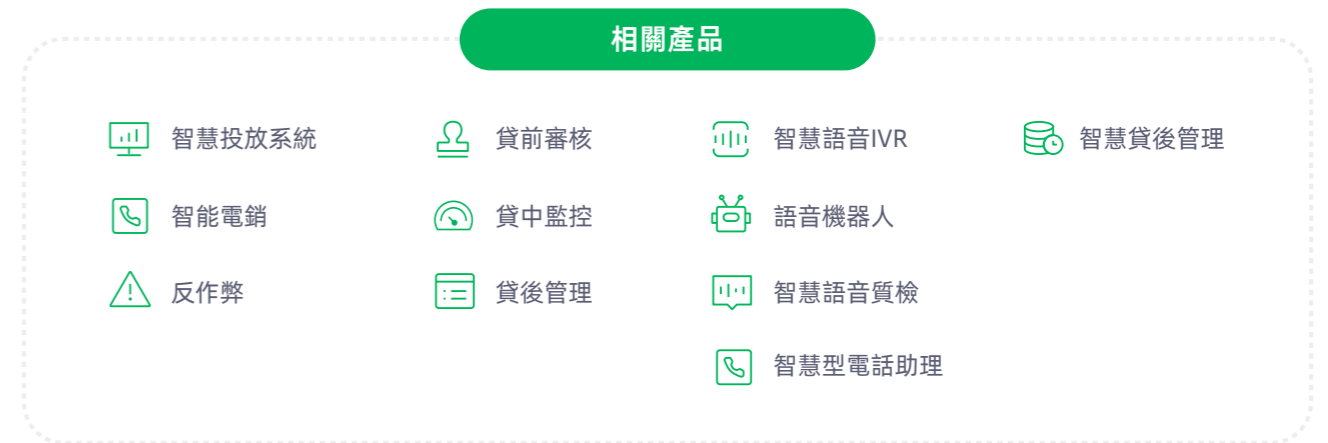 相關產品
智慧投放系統
貸前審核
智慧語音IVR
智慧貸後管理
智能電銷
貸中監控
語音機器人
反作弊
貸後管理
智慧語音質檢
智慧型電話助理